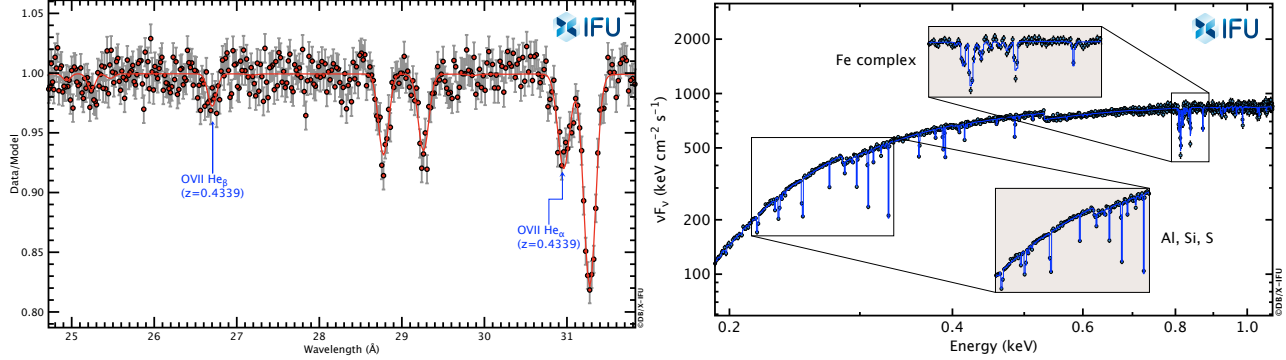 IFU
1.05
1.00
0.95
0.90
0.85
0.80
Data/Model
OVII Heβ
(z=0.4339)
OVII Heα
(z=0.4339)
25
26
27
28
29
30
31
Wavelength (Å)
©DB/X-IFU
IFU
2000
1000
500
200
100
νFν (keV cm⁻² s⁻¹)
Fe complex
Al, Si, S
0.2
0.4
0.6
0.8
1.0
Energy (keV)
©DB/X-IFU